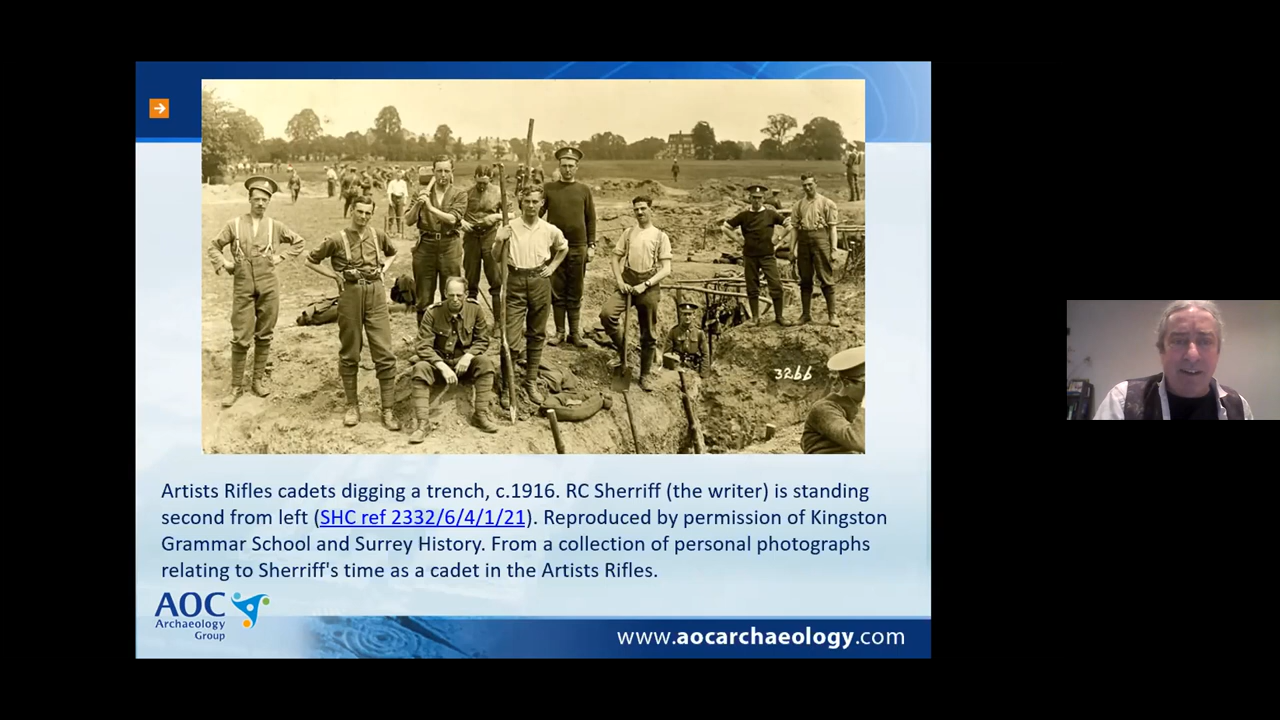 3266
Artists Rifles cadets digging a trench, c.1916. RC Sherriff (the writer) is standing
second from left (SHC ref 2332/6/4/1/21). Reproduced by permission of Kingston
Grammar School and Surrey History. From a collection of personal photographs
relating to Sherriff's time as a cadet in the Artists Rifles.
AOC
Archaeology
Group
www.aocarchaeology.com